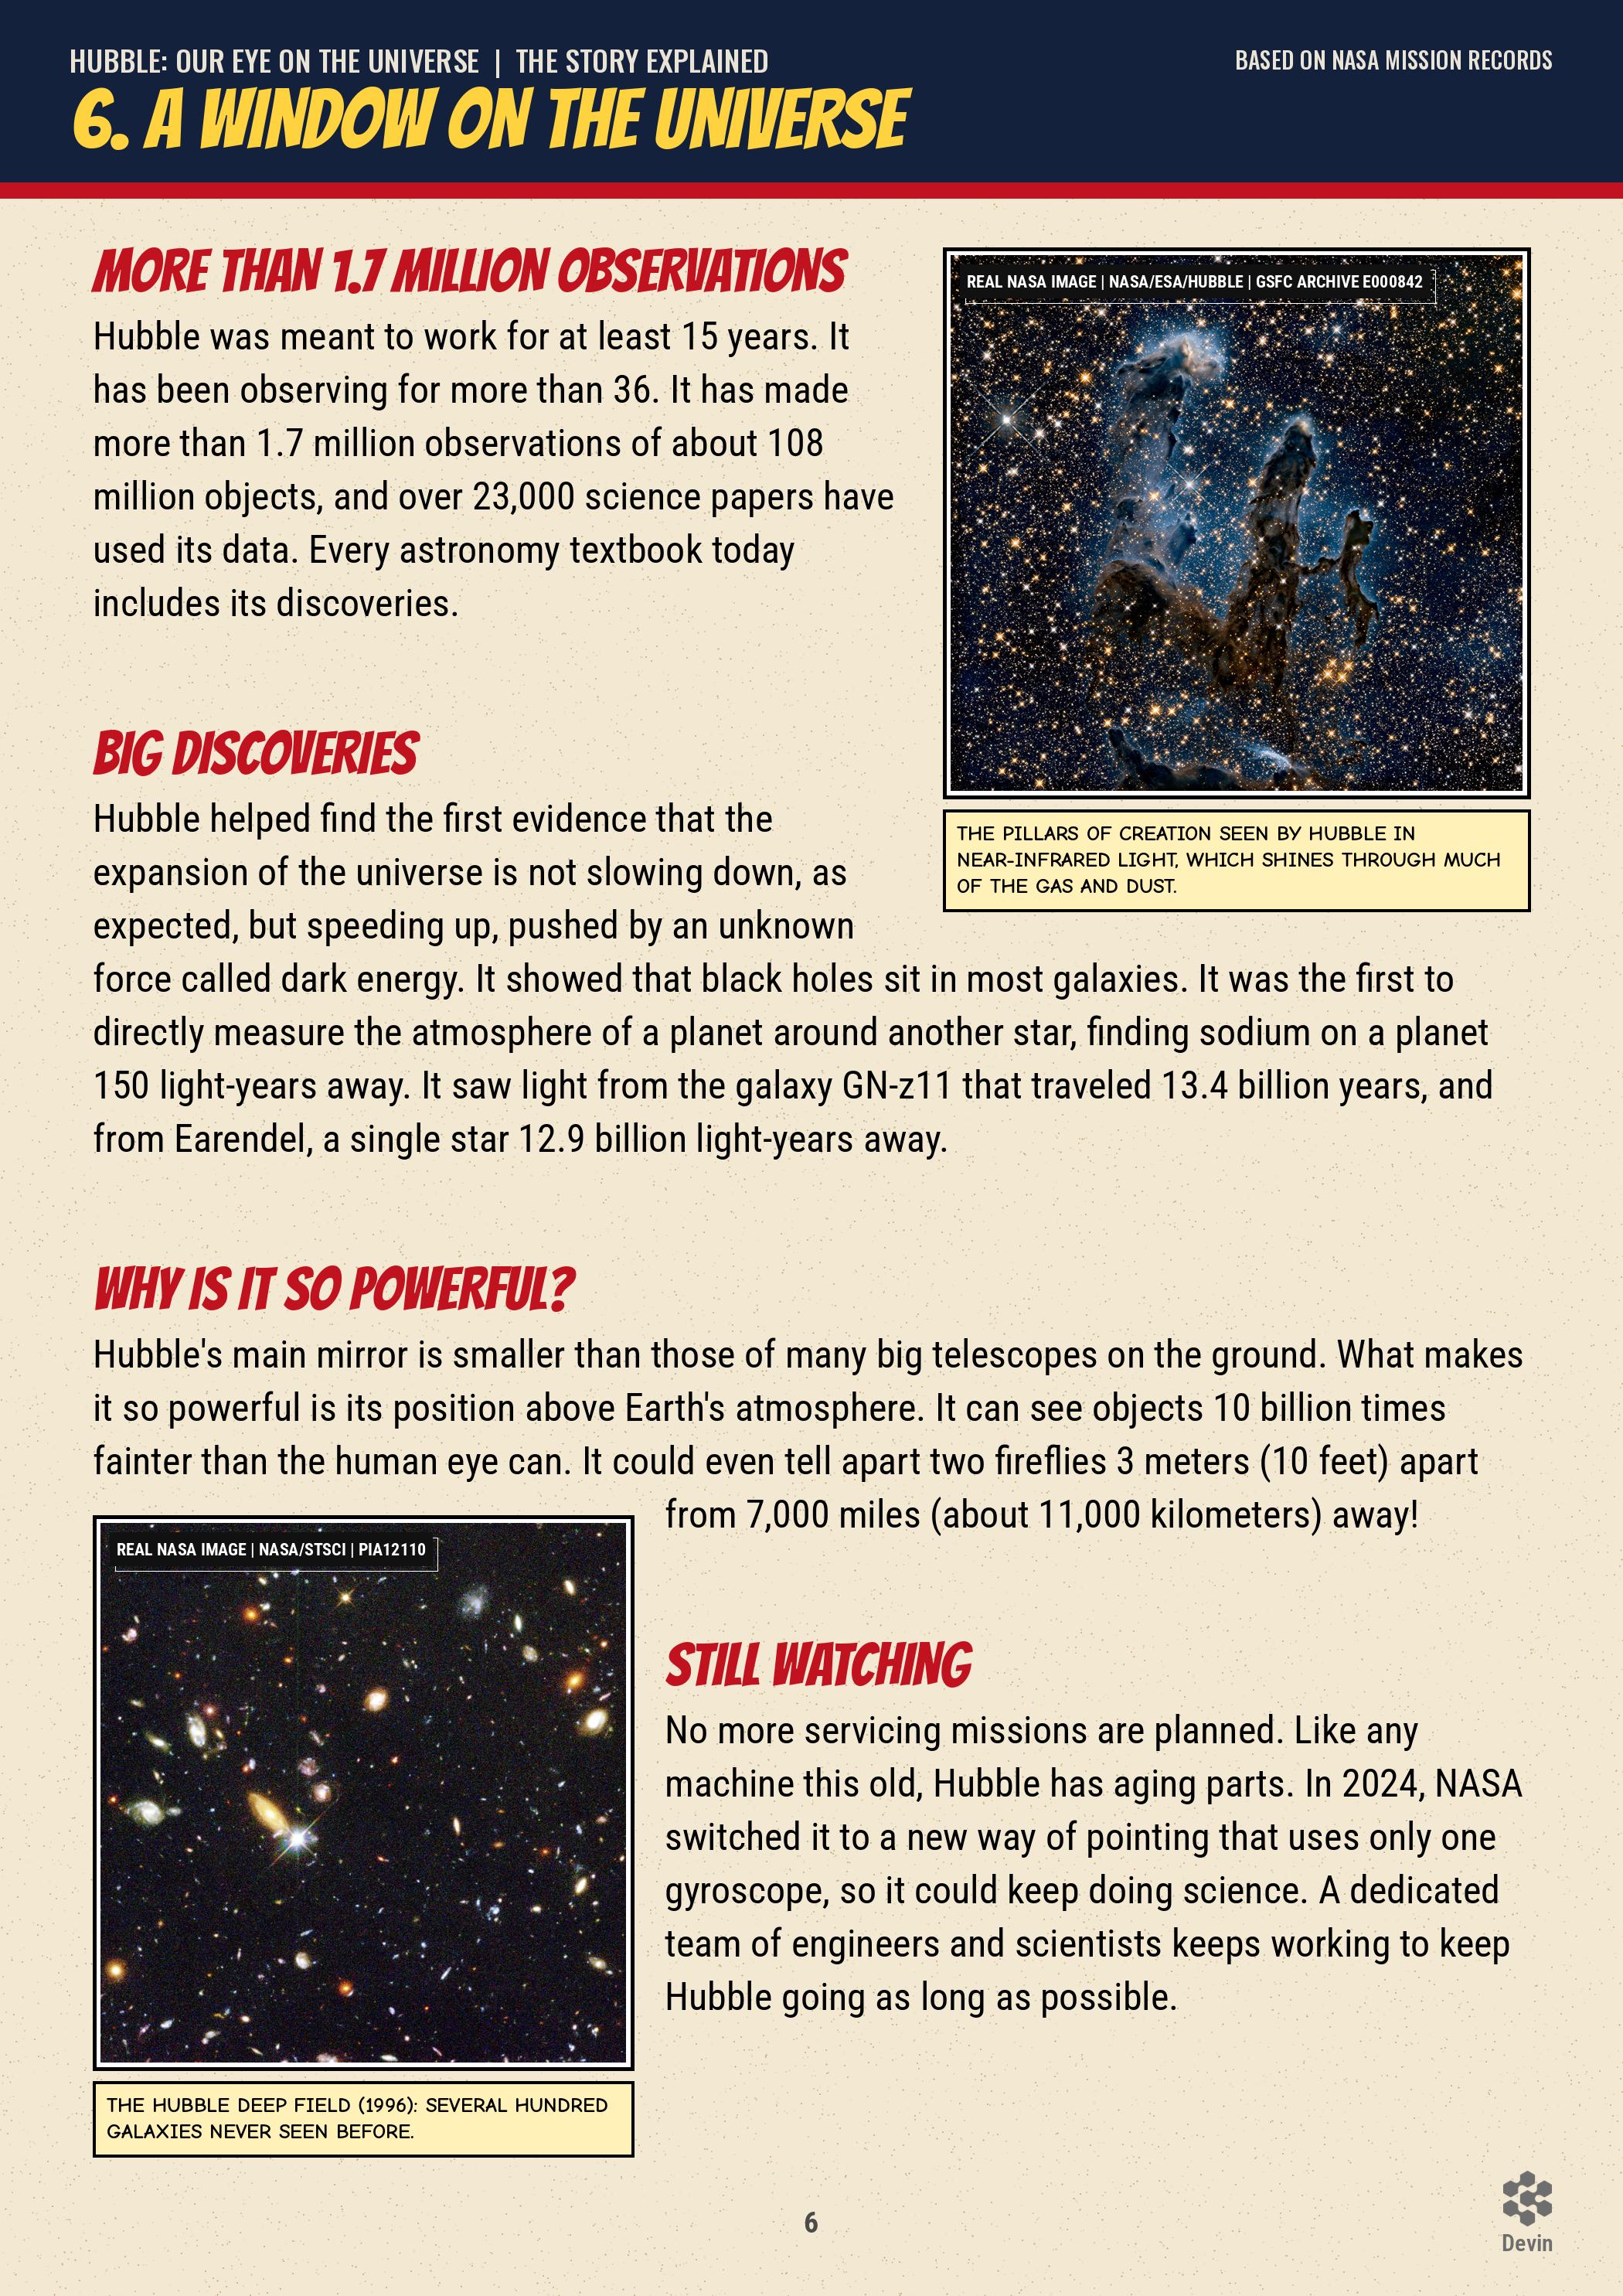 HUBBLE: OUR EYE ON THE UNIVERSE | THE STORY EXPLAINED
BASED ON NASA MISSION RECORDS
6. A WINDOW ON THE UNIVERSE
MORE THAN 1.7 MILLION OBSERVATIONS
Hubble was meant to work for at least 15 years. It
has been observing for more than 36. It has made
more than 1.7 million observations of about 108
million objects, and over 23,000 science papers have
used its data. Every astronomy textbook today
includes its discoveries.
REAL NASA IMAGE | NASA/ESA/HUBBLE | GSFC ARCHIVE E000842
THE PILLARS OF CREATION SEEN BY HUBBLE IN
NEAR-INFRARED LIGHT, WHICH SHINES THROUGH MUCH
OF THE GAS AND DUST.
BIG DISCOVERIES
Hubble helped find the first evidence that the
expansion of the universe is not slowing down, as
expected, but speeding up, pushed by an unknown
force called dark energy. It showed that black holes sit in most galaxies. It was the first to
directly measure the atmosphere of a planet around another star, finding sodium on a planet
150 light-years away. It saw light from the galaxy GN-z11 that traveled 13.4 billion years, and
from Earendel, a single star 12.9 billion light-years away.
WHY IS IT SO POWERFUL?
Hubble's main mirror is smaller than those of many big telescopes on the ground. What makes
it so powerful is its position above Earth's atmosphere. It can see objects 10 billion times
fainter than the human eye can. It could even tell apart two fireflies 3 meters (10 feet) apart
from 7,000 miles (about 11,000 kilometers) away!
REAL NASA IMAGE | NASA/STSCI | PIA12110
THE HUBBLE DEEP FIELD (1996): SEVERAL HUNDRED
GALAXIES NEVER SEEN BEFORE.
STILL WATCHING
No more servicing missions are planned. Like any
machine this old, Hubble has aging parts. In 2024, NASA
switched it to a new way of pointing that uses only one
gyroscope, so it could keep doing science. A dedicated
team of engineers and scientists keeps working to keep
Hubble going as long as possible.
6
Devin